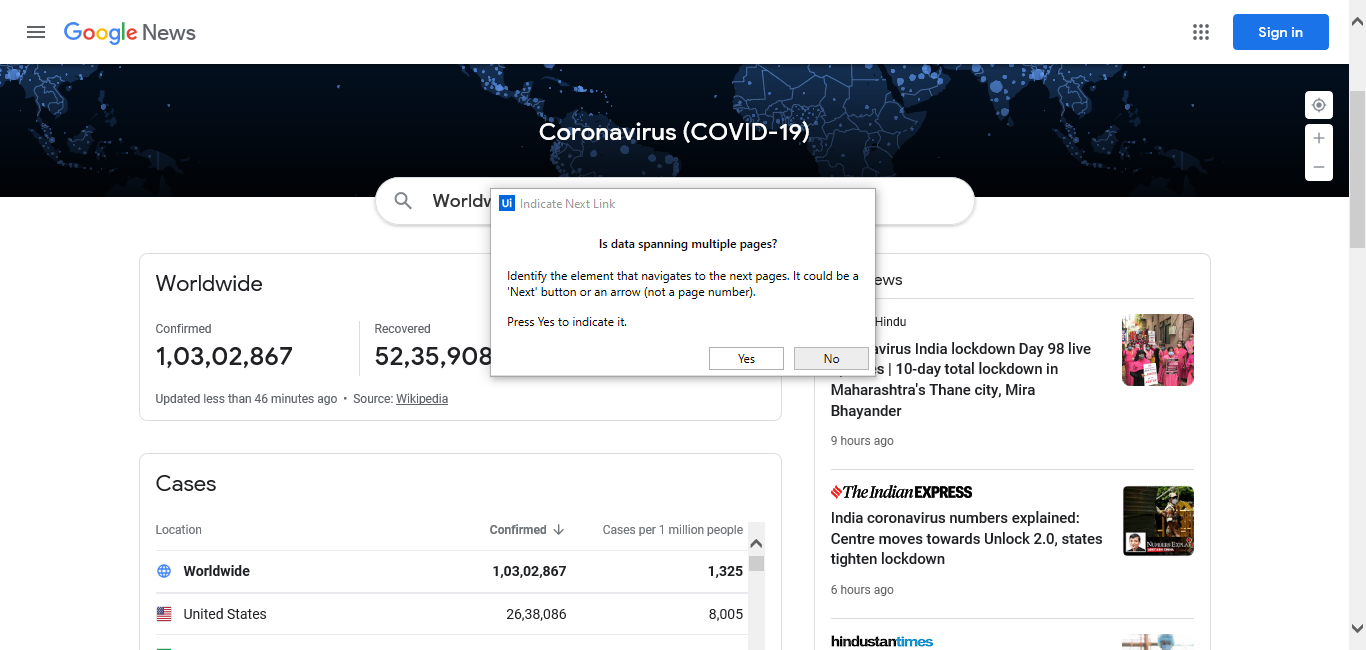 Google News
Sign in
Coronavirus (COVID-19)
Worldw
Ui Indicate Next Link
Is data spanning multiple pages?
Identify the element that navigates to the next pages. It could be a
'Next' button or an arrow (not a page number).
Press Yes to indicate it.
Yes No
Worldwide
Confirmed
1,03,02,867
Recovered
52,35,908
Updated less than 46 minutes ago • Source: Wikipedia
Cases
Location Confirmed Cases per 1 million people
Worldwide 1,03,02,867 1,325
United States 26,38,086 8,005
ews
Hindu
avirus India lockdown Day 98 live
s | 10-day total lockdown in
Maharashtra's Thane city, Mira
Bhayander
9 hours ago
The Indian EXPRESS
India coronavirus numbers explained:
Centre moves towards Unlock 2.0, states
tighten lockdown
6 hours ago
hindustantimes